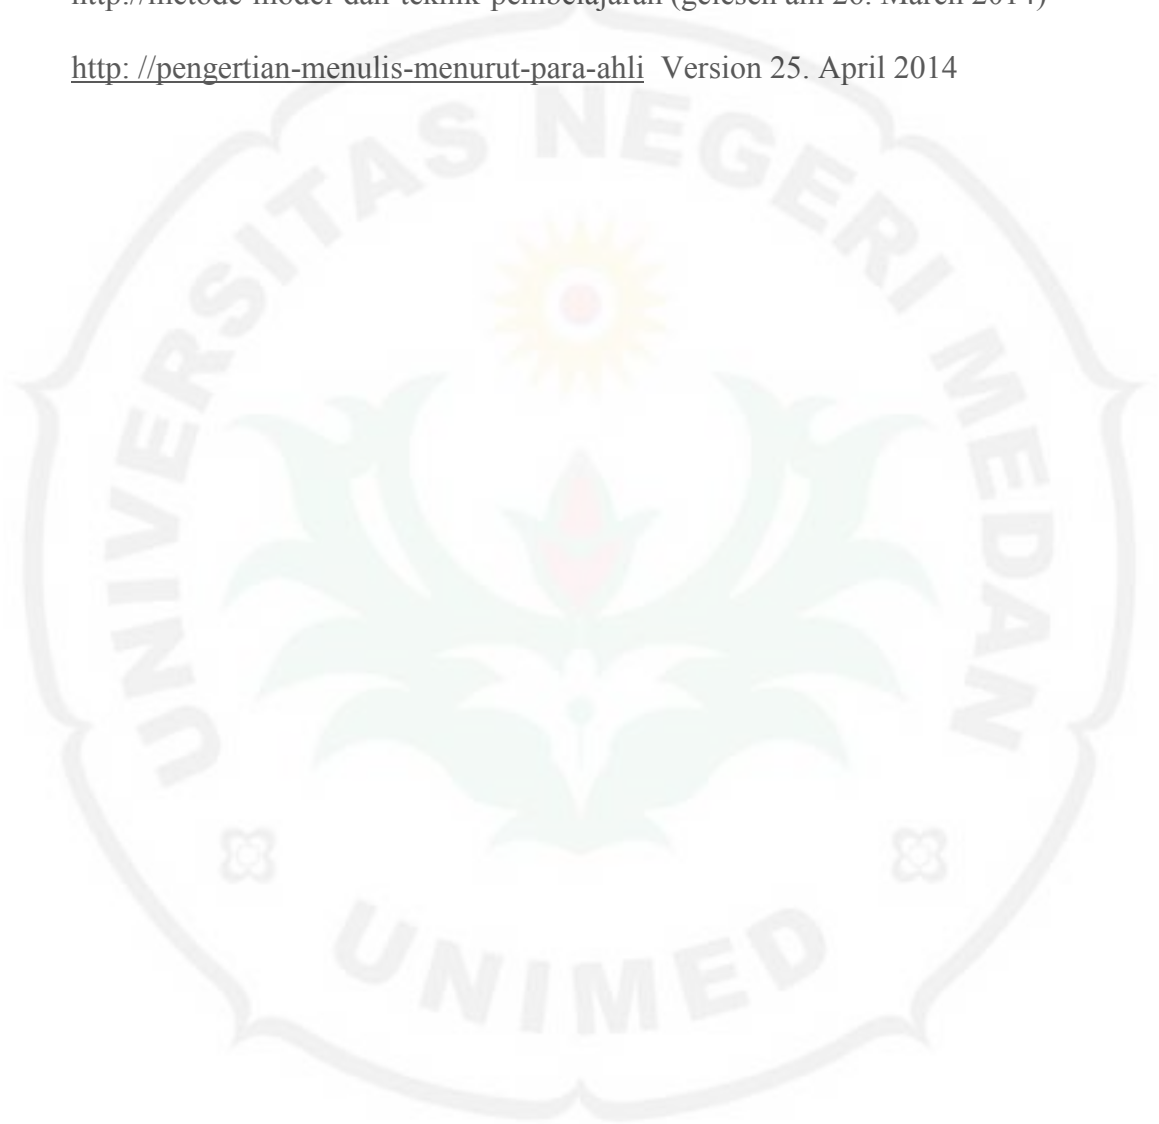 http://metode-model dan-teknik-pembelajaran (gelesen am 26. March 2014)
http: //pengertian-menulis-menurut-para-ahli  Version 25. April 2014
UNIVERSITAS NEGERI MEDAN
UNIMED